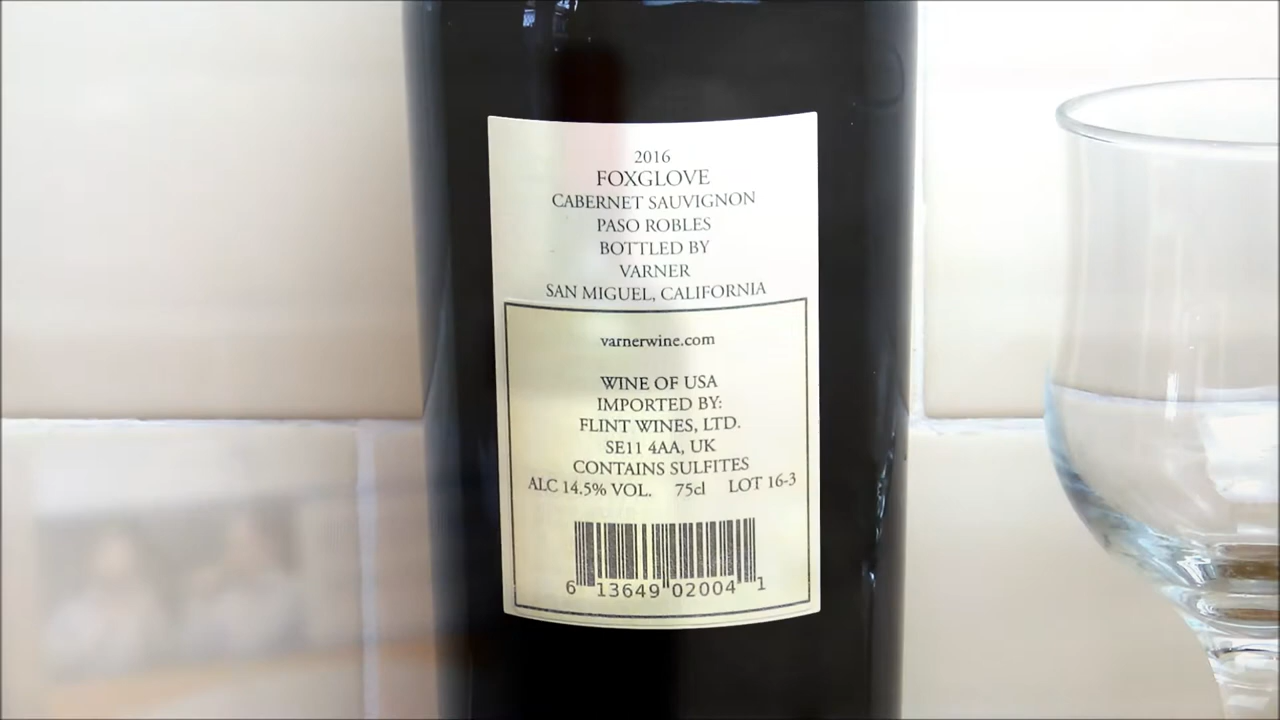 2016
FOXGLOVE
CABERNET SAUVIGNON
PASO ROBLES
BOTTLED BY
VARNER
SAN MIGUEL, CALIFORNIA
varnerwine.com
WINE OF USA
IMPORTED BY:
FLINT WINES, LTD.
SE11 4AA, UK
CONTAINS SULFITES
ALC 14.5% VOL. 75cl LOT 16-3
6 13649 02004 1